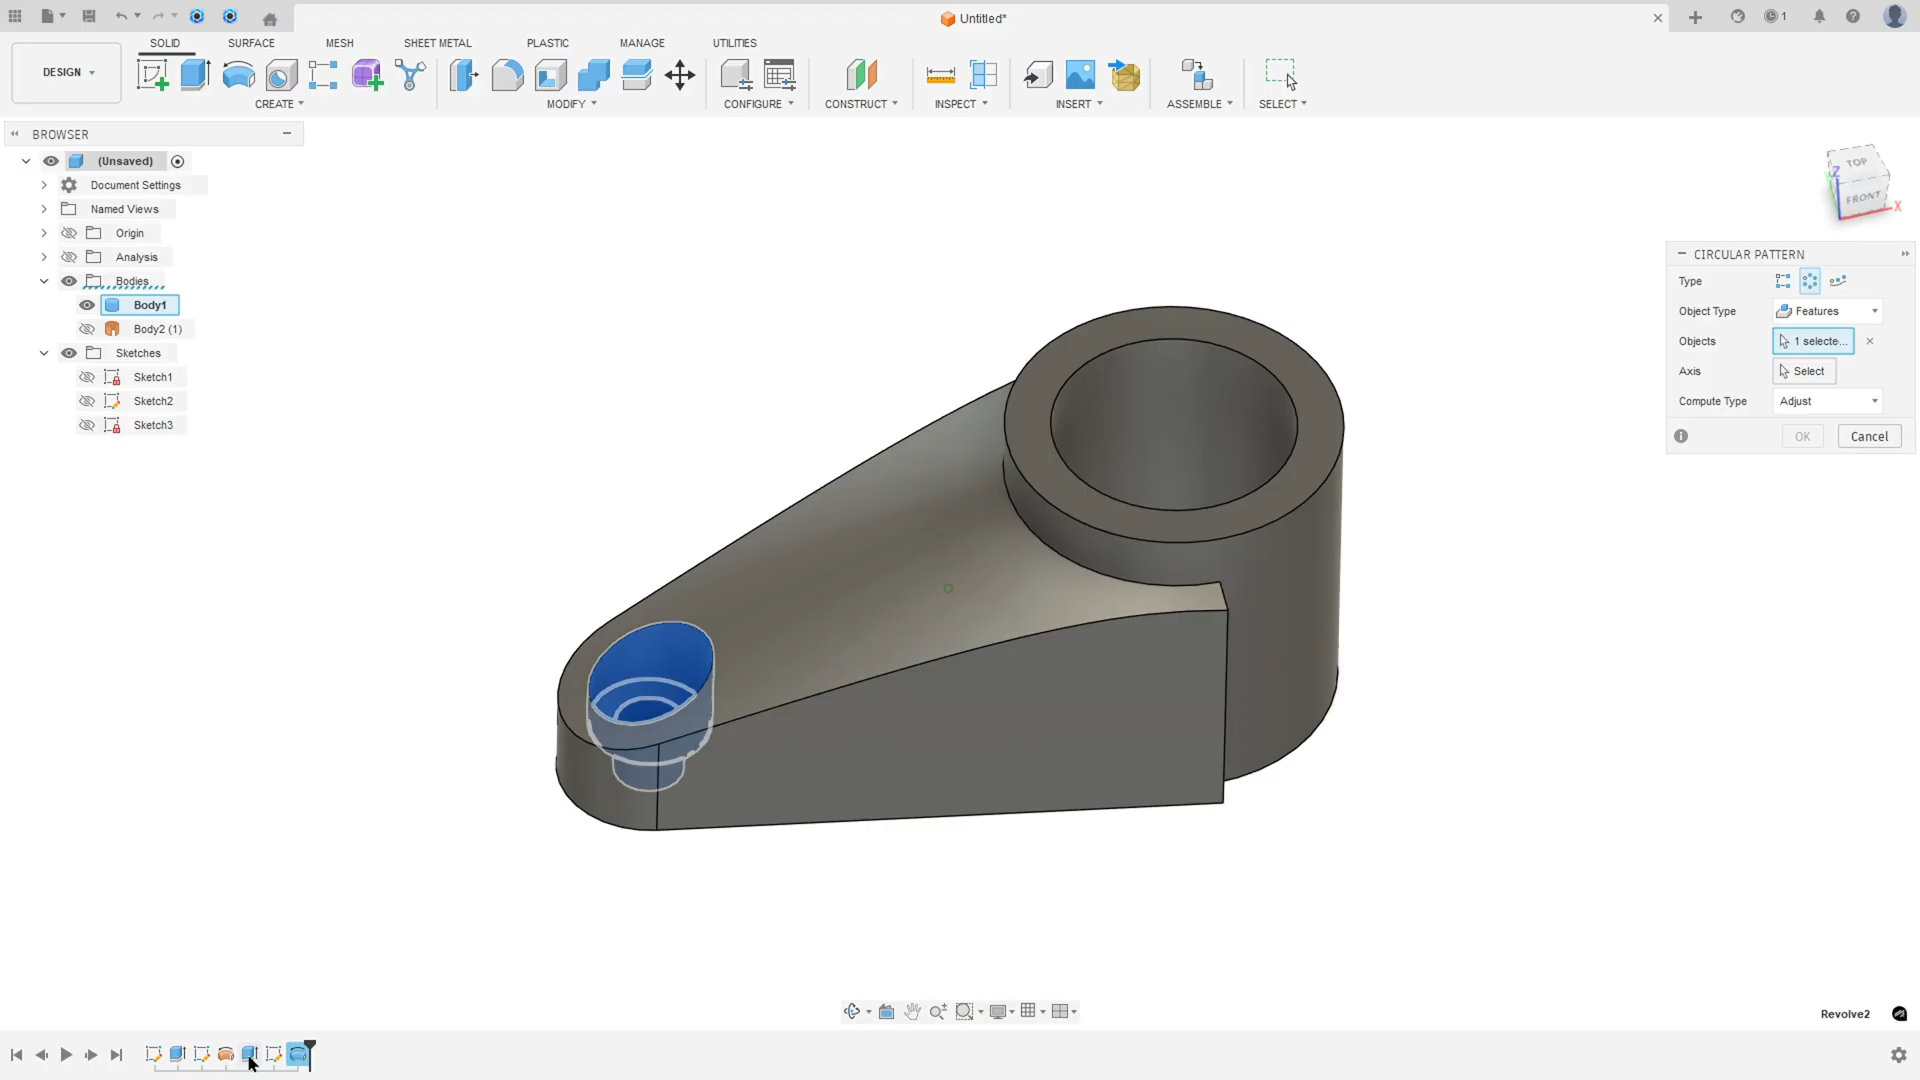 Untitled*
1
DESIGN
SOLID
SURFACE
MESH
SHEET METAL
PLASTIC
MANAGE
UTILITIES
CREATE
MODIFY
CONFIGURE
CONSTRUCT
INSPECT
INSERT
ASSEMBLE
SELECT
BROWSER
(Unsaved)
Document Settings
Named Views
Origin
Analysis
Bodies
Body1
Body2 (1)
Sketches
Sketch1
Sketch2
Sketch3
TOP
FRONT
Z
X
CIRCULAR PATTERN
Type
Object Type
Features
Objects
1 selecte...
Axis
Select
Compute Type
Adjust
OK
Cancel
Revolve2